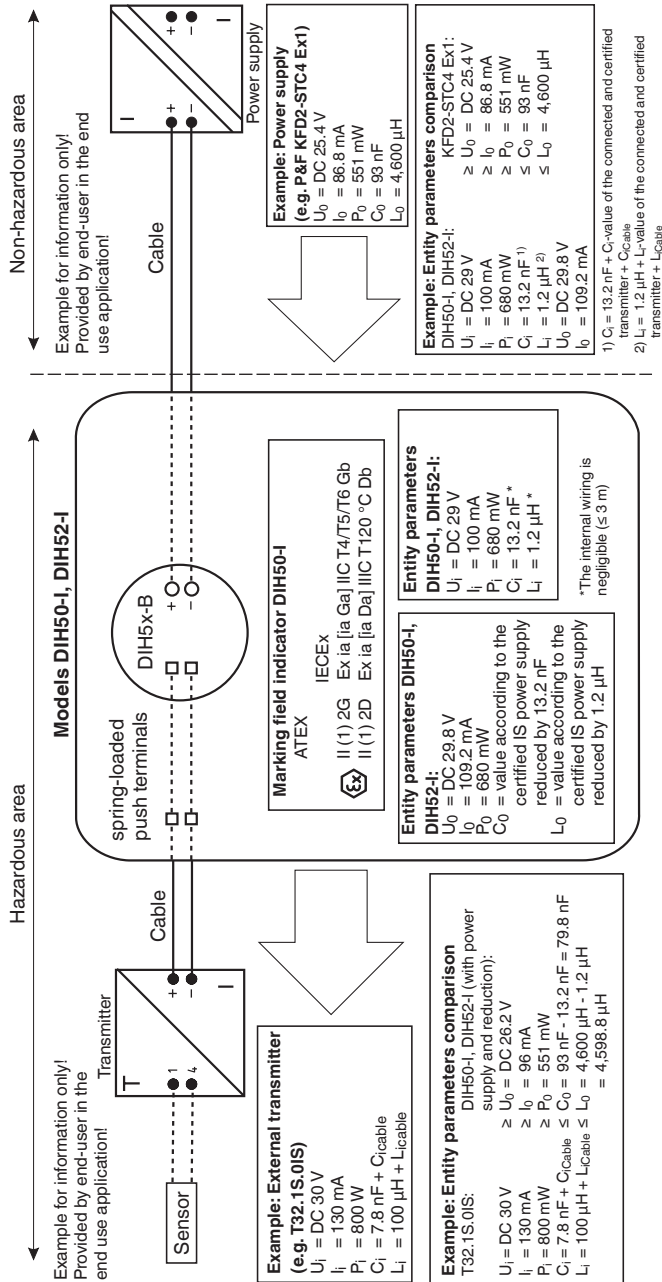 Hazardous area
Non-hazardous area
Example for information only!
Provided by end-user in the
end use application!
Sensor
T
1
4
Transmitter
+
−
I
Cable
Models DIH50-I, DIH52-I
spring-loaded
push terminals
DIH5x-B
+
−
Example for information only!
Provided by end-user in the end
use application!
Cable
I
+
−
+
−
I
Power supply
Example: External transmitter
(e.g. T32.1S.0IS)
Ui = DC 30 V
Ii = 130 mA
Pi = 800 W
Ci = 7.8 nF + Cicable
Li = 100 µH + Licable
Marking field indicator DIH50-I
ATEX IECEx
Ex II (1) 2G Ex ia [ia Ga] IIC T4/T5/T6 Gb
II (1) 2D Ex ia [ia Da] IIIC T120 °C Db
Example: Power supply
(e.g. P&F KFD2-STC4 Ex1)
U0 = DC 25.4 V
I0 = 86.8 mA
P0 = 551 mW
C0 = 93 nF
L0 = 4,600 µH
Example: Entity parameters comparison
T32.1S.0IS: DIH50-I, DIH52-I (with power
supply and reduction):
Ui = DC 30 V ≥ U0 = DC 26.2 V
Ii = 130 mA ≥ I0 = 96 mA
Pi = 800 mW ≥ P0 = 551 mW
Ci = 7.8 nF + CiCable ≤ C0 = 93 nF - 13.2 nF = 79.8 nF
Li = 100 µH + LiCable ≤ L0 = 4,600 µH - 1.2 µH
= 4,598.8 µH
Entity parameters DIH50-I,
DIH52-I:
U0 = DC 29.8 V
I0 = 109.2 mA
P0 = 680 mW
C0 = value according to the
certified IS power supply
reduced by 13.2 nF
L0 = value according to the
certified IS power supply
reduced by 1.2 µH
Entity parameters
DIH50-I, DIH52-I:
Ui = DC 29 V
Ii = 100 mA
Pi = 680 mW
Ci = 13.2 nF *
Li = 1.2 µH *
*The internal wiring is
negligible (≤ 3 m)
Example: Entity parameters comparison
DIH50-I, DIH52-I: KFD2-STC4 Ex1:
Ui = DC 29 V ≥ U0 = DC 25.4 V
Ii = 100 mA ≥ I0 = 86.8 mA
Pi = 680 mW ≥ P0 = 551 mW
Ci = 13.2 nF 1) ≤ C0 = 93 nF
Li = 1.2 µH 2) ≤ L0 = 4,600 µH
U0 = DC 29.8 V
I0 = 109.2 mA
1) Ci = 13.2 nF + Ci-value of the connected and certified
transmitter + CiCable
2) Li = 1.2 µH + Li-value of the connected and certified
transmitter + LiCable